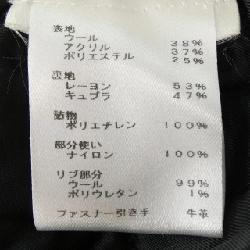 表地
ウール 38%
アクリル 37%
ポリエステル 25%
裏地
レーヨン 53%
キュプラ 47%
詰物
ポリエチレン 100%
部分使い
ナイロン 100%
リブ部分
ウール 99%
ポリウレタン 1%
ファスナー引き手 牛革